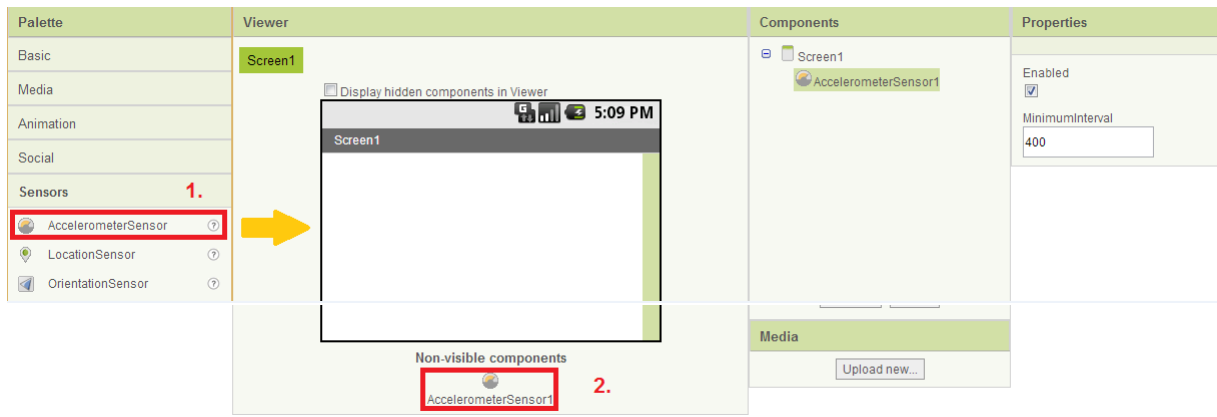 Palette
Basic
Media
Animation
Social
Sensors
1.
AccelerometerSensor
LocationSensor
OrientationSensor
Viewer
Screen1
Display hidden components in Viewer
5:09 PM
Screen1
Non-visible components
AccelerometerSensor1
2.
Components
Screen1
AccelerometerSensor1
Media
Upload new...
Properties
Enabled
MinimumInterval
400